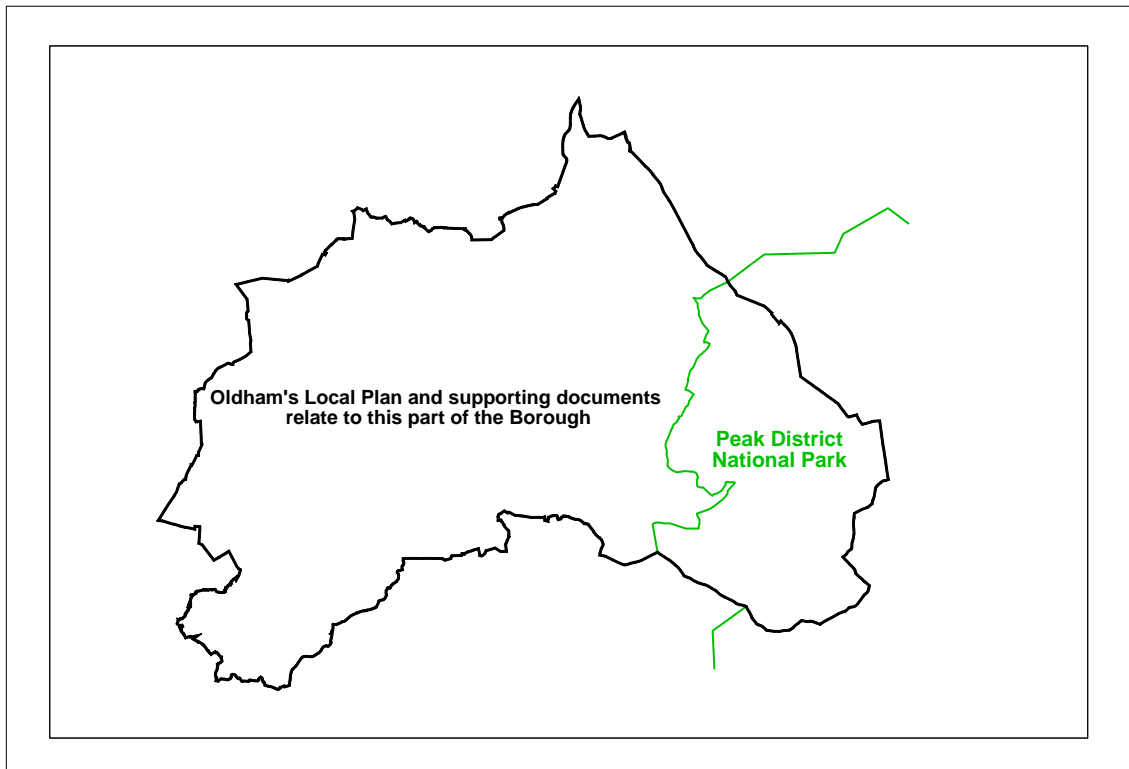 Oldham's Local Plan and supporting documents
relate to this part of the Borough
Peak District
National Park